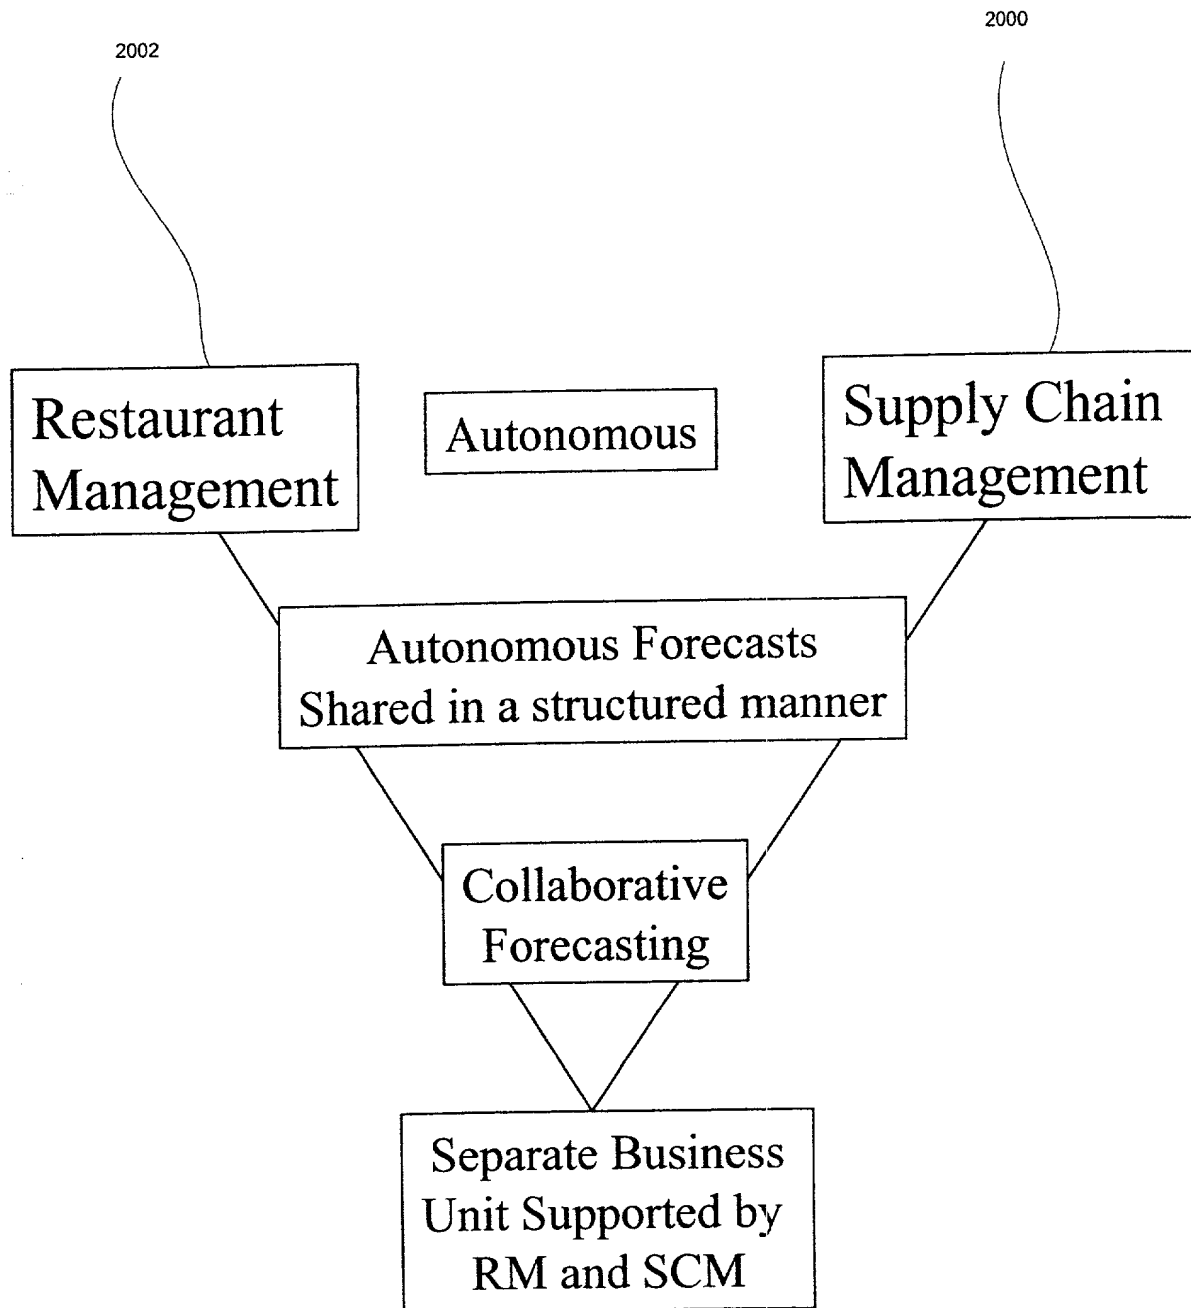 2002
2000
Restaurant
Management
Autonomous
Supply Chain
Management
Autonomous Forecasts
Shared in a structured manner
Collaborative
Forecasting
Separate Business
Unit Supported by
RM and SCM